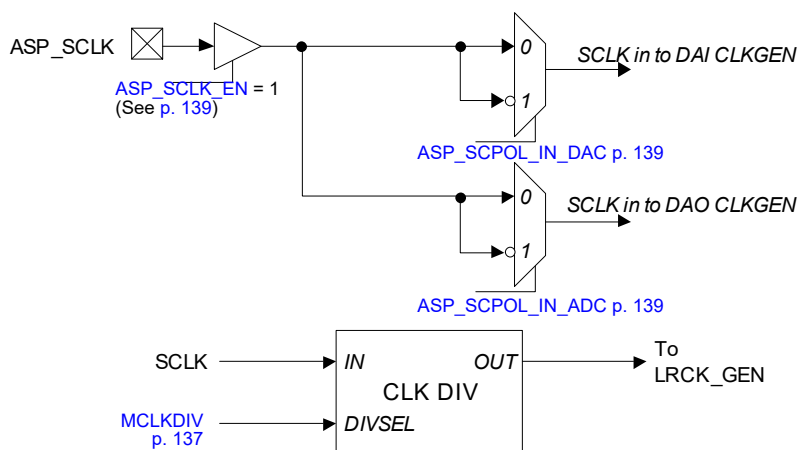 ASP_SCLK
0
SCLK in to DAI CLKGEN
ASP_SCLK_EN = 1
(See p. 139)
1
ASP_SCPOL_IN_DAC p. 139
0
SCLK in to DAO CLKGEN
1
ASP_SCPOL_IN_ADC p. 139
SCLK
IN
OUT
To
LRCK_GEN
CLK DIV
MCLKDIV
p. 137
DIVSEL